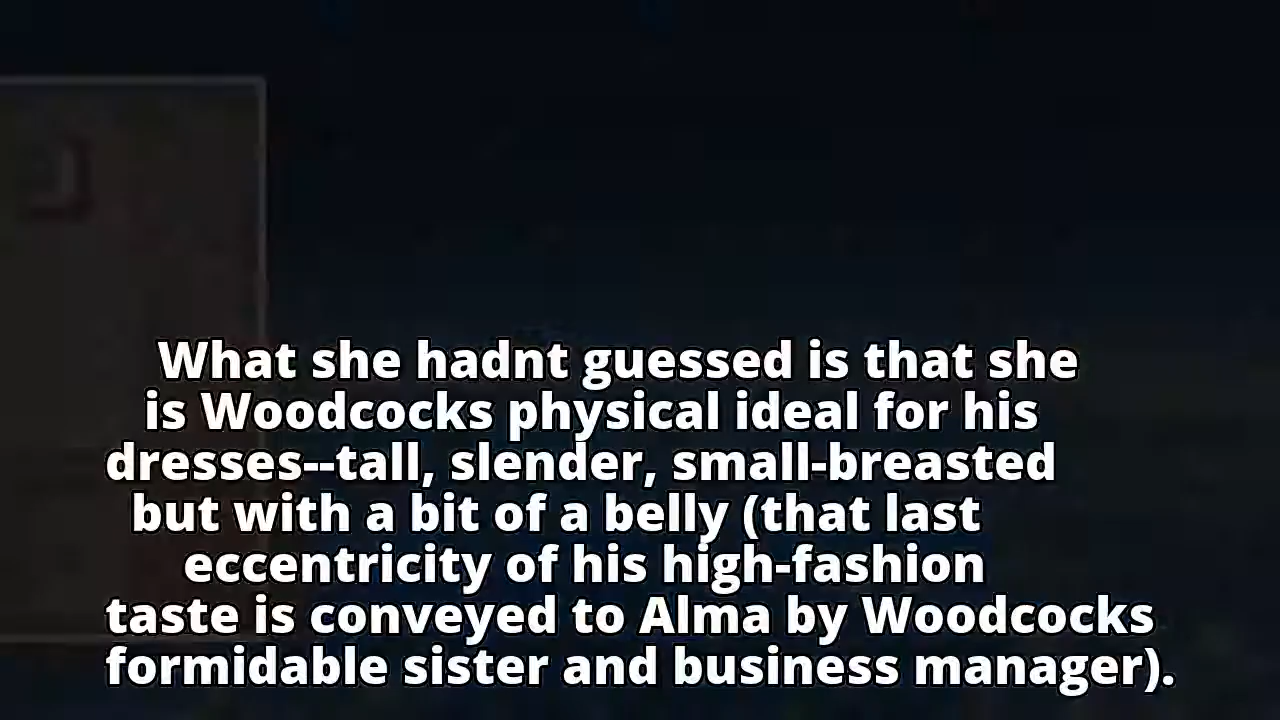 What she hadnt guessed is that she
is Woodcocks physical ideal for his
dresses--tall, slender, small-breasted
but with a bit of a belly (that last
eccentricity of his high-fashion
taste is conveyed to Alma by Woodcocks
formidable sister and business manager).